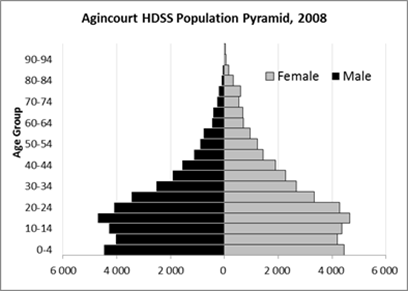 Agincourt HDSS Population Pyramid, 2008
Female Male
Age Group
90-94
80-84
70-74
60-64
50-54
40-44
30-34
20-24
10-14
0-4
6 000 4 000 2 000 0 2 000 4 000 6 000